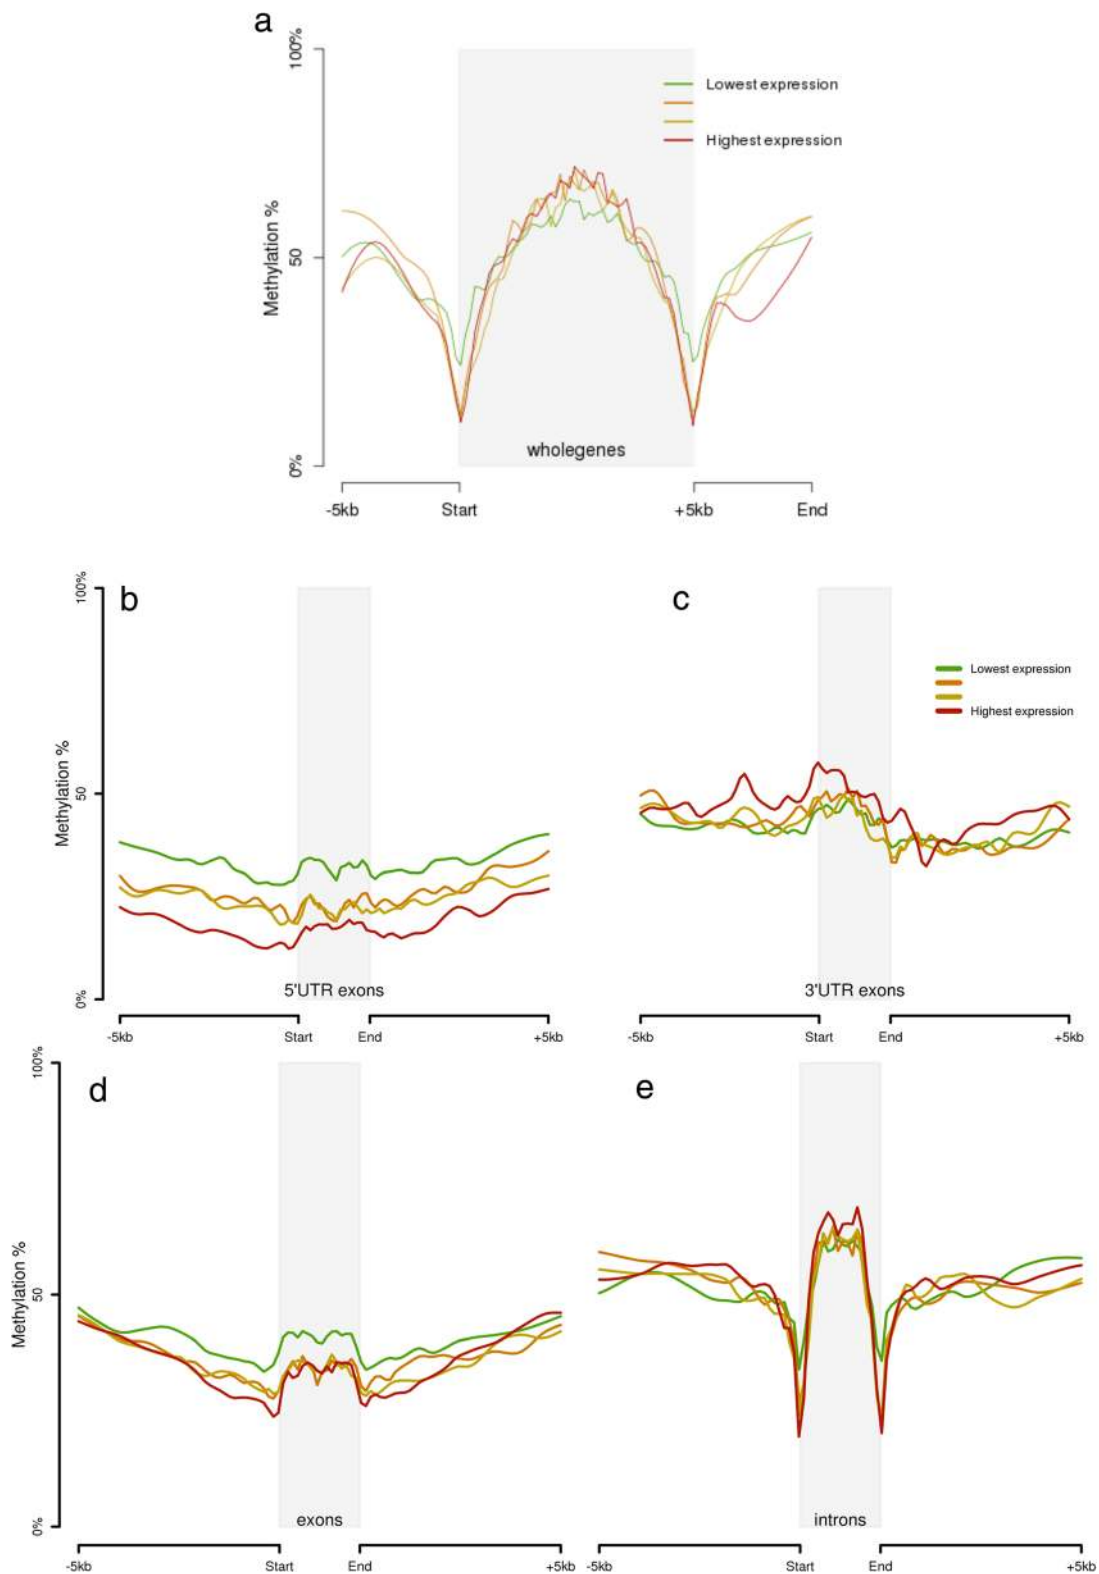 a
100%
Lowest expression
Highest expression
Methylation %
50
0%
wholegenes
-5kb
Start
+5kb
End
b
100%
Methylation %
50
0%
5'UTR exons
-5kb
Start
End
+5kb
c
Lowest expression
Highest expression
3'UTR exons
-5kb
Start
End
+5kb
d
100%
Methylation %
50
0%
exons
-5kb
Start
End
+5kb
e
introns
-5kb
Start
End
+5kb